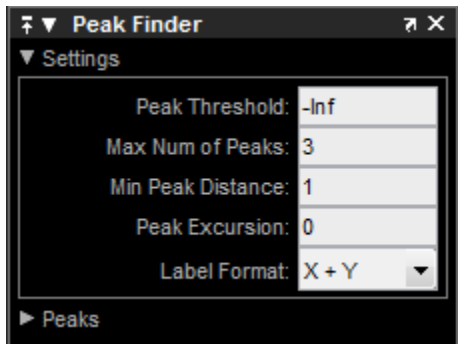 Peak Finder
Settings
Peak Threshold: -Inf
Max Num of Peaks: 3
Min Peak Distance: 1
Peak Excursion: 0
Label Format: X + Y
Peaks